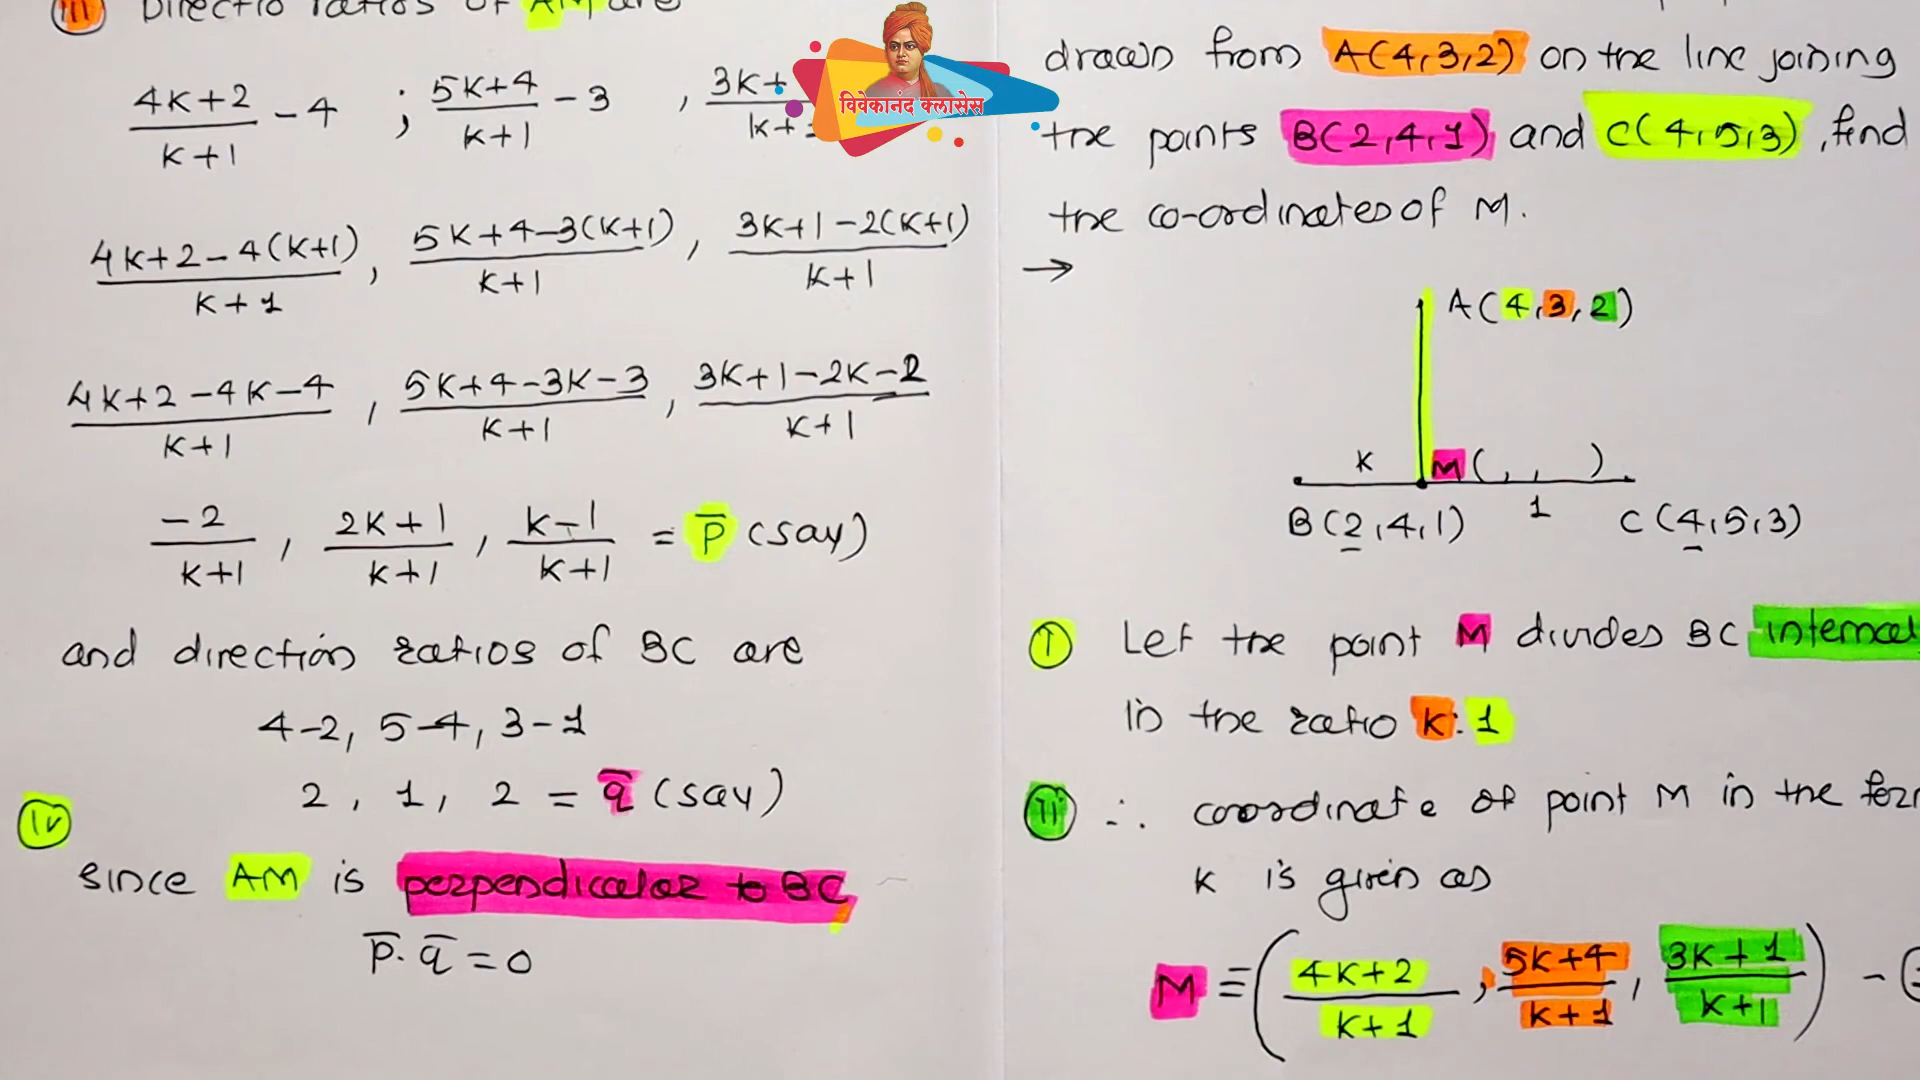 Directio ratios of AM are
4K+2/K+1 - 4 ; 5K+4/K+1 - 3 , 3K+
K+
4K+2-4(K+1)/K+1 , 5K+4-3(K+1)/K+1 , 3K+1-2(K+1)/K+1
4K+2-4K-4/K+1 , 5K+4-3K-3/K+1 , 3K+1-2K-2/K+1
-2/K+1 , 2K+1/K+1 , K-1/K+1 = p̅ (say)
and direction ratios of BC are
4-2, 5-4, 3-1
2, 1, 2 = q̅ (say)
iv
since AM is perpendicular to BC
p̅. q̅ = 0
विवेकानंद क्लासेस
drawn from A(4,3,2) on the line joining
the points B(2,4,1) and C(4,5,3), find
the co-ordinates of M.
→
A(4,3,2)
K M( , , )
B(2,4,1) 1 C(4,5,3)
I Let the point M divides BC internal
in the ratio K:1
II ∴ coordinate of point M in the
K is given as
M ≡ (4K+2/K+1 , 5K+4/K+1 , 3K+1/K+1) -